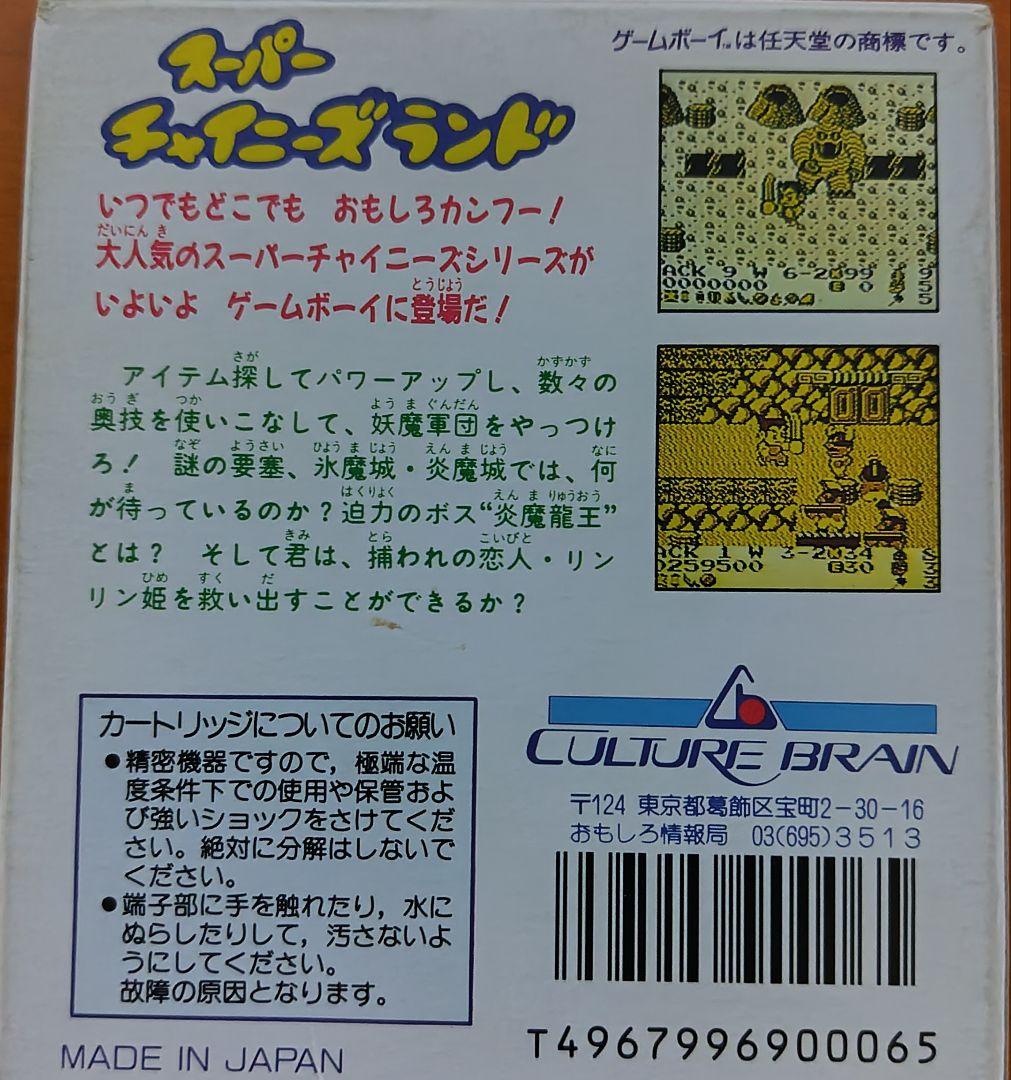 ゲームボーイ™は任天堂の商標です。
スーパー
チャイニーズランド
いつでもどこでも おもしろカンフー!
大人気のスーパーチャイニーズシリーズが
いよいよ ゲームボーイに登場だ!
アイテム探してパワーアップし、数々の
奥技を使いこなして、妖魔軍団をやっつけ
ろ! 謎の要塞、氷魔城・炎魔城では、何
が待っているのか?迫力のボス“炎魔龍王”
とは? そして君は、捕われの恋人・リン
リン姫を救い出すことができるか?
ACK 9 W 6-2
0000000
ACK 1 W 3-2
0259500
カートリッジについてのお願い
●精密機器ですので,極端な温
度条件下での使用や保管およ
び強いショックをさけてくだ
さい。絶対に分解はしないで
ください。
●端子部に手を触れたり,水に
ぬらしたりして,汚さないよ
うにしてください。
故障の原因となります。
CULTURE BRAIN
〒124 東京都葛飾区宝町2-30-16
おもしろ情報局 03(695)3513
T4967996900065
MADE IN JAPAN